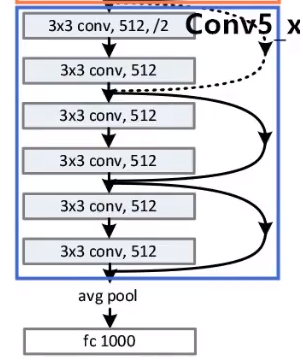 3x3 conv, 512, /2
Conv5_x
3x3 conv, 512
3x3 conv, 512
3x3 conv, 512
3x3 conv, 512
3x3 conv, 512
avg pool
fc 1000